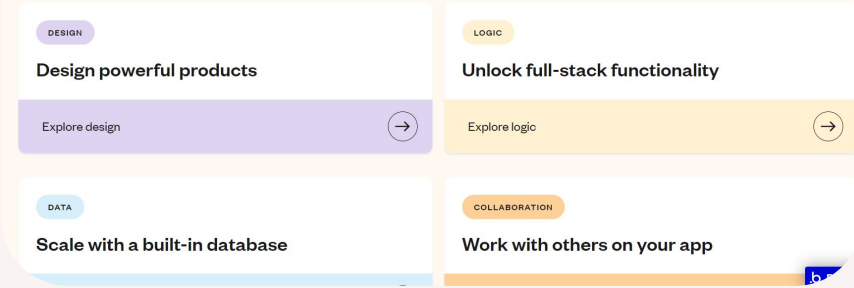 DESIGN
Design powerful products
Explore design
LOGIC
Unlock full-stack functionality
Explore logic
DATA
Scale with a built-in database
COLLABORATION
Work with others on your app